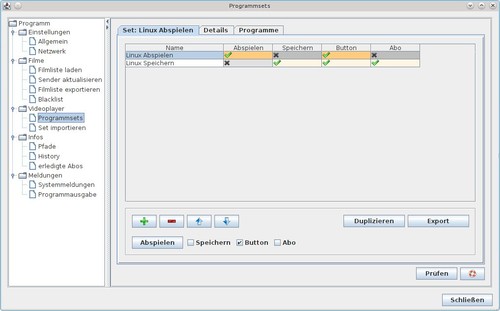 Programmsets
Programm
Einstellungen
Allgemein
Netzwerk
Filme
Filmliste laden
Sender aktualisieren
Filmliste exportieren
Blacklist
Videoplayer
Programmsets
Set importieren
Infos
Pfade
History
erledigte Abos
Meldungen
Systemmeldungen
Programmausgabe
Set: Linux Abspielen Details Programme
Name Abspielen Speichern Button Abo
Linux Abspielen
Linux Speichern
Duplizieren Export
Abspielen Speichern Button Abo
Prüfen
Schließen